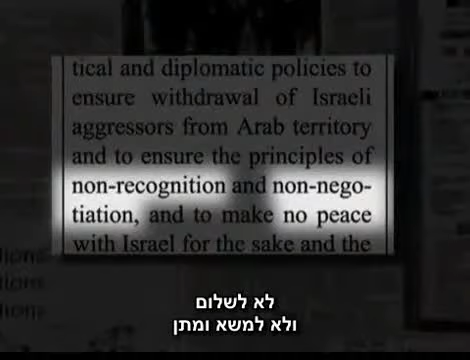 tical and diplomatic policies to
ensure withdrawal of Israeli
aggressors from Arab territory
and to ensure the principles of
non-recognition and non-nego-
tiation, and to make no peace
with Israel for the sake and the
לא לשלום
ולא למשא ומתן